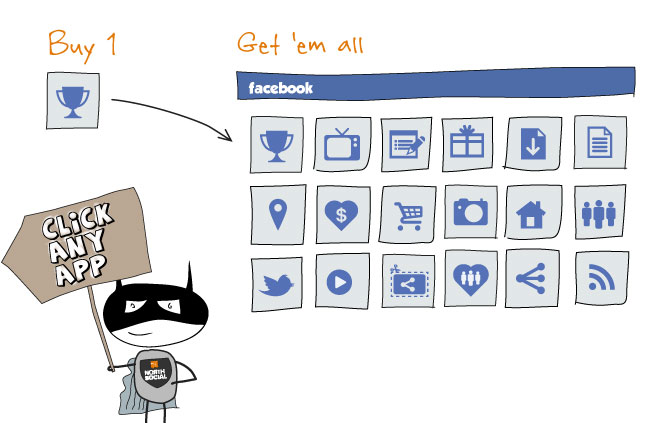 Buy 1
Get 'em all
facebook
$
CLiCK
ANY
APP
NORTH
SOCIAL